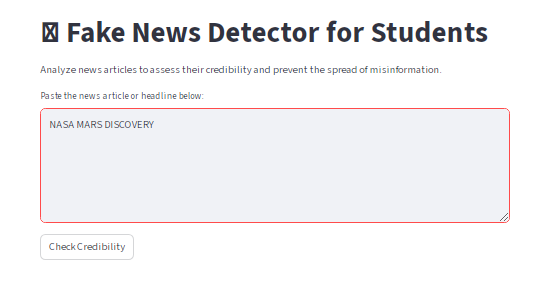 Fake News Detector for Students
Analyze news articles to assess their credibility and prevent the spread of misinformation.
Paste the news article or headline below:
NASA MARS DISCOVERY
Check Credibility